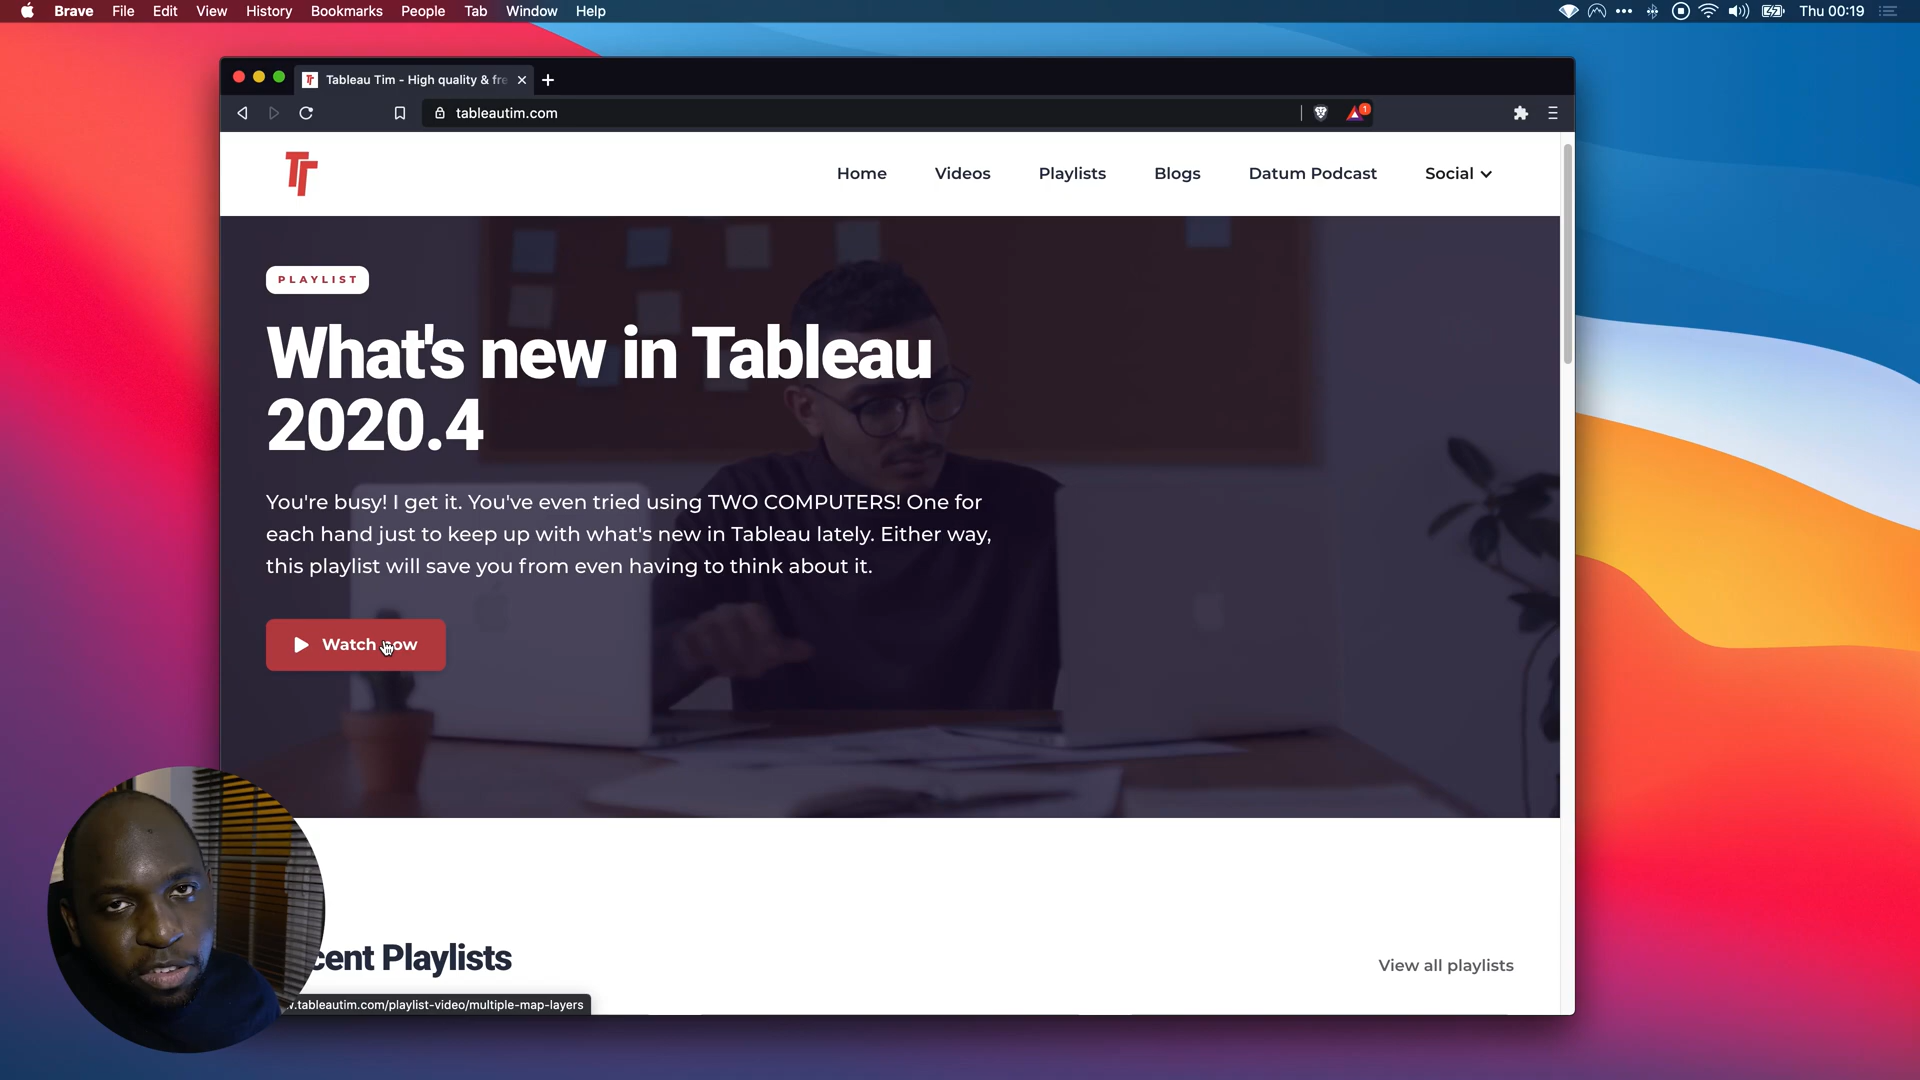 Brave File Edit View History Bookmarks People Tab Window Help Thu 00:19
Tableau Tim - High quality & fre
tableautim.com
1
Home Videos Playlists Blogs Datum Podcast Social
PLAYLIST
What's new in Tableau
2020.4
You're busy! I get it. You've even tried using TWO COMPUTERS! One for
each hand just to keep up with what's new in Tableau lately. Either way,
this playlist will save you from even having to think about it.
Watch now
cent Playlists
View all playlists
.tableautim.com/playlist-video/multiple-map-layers